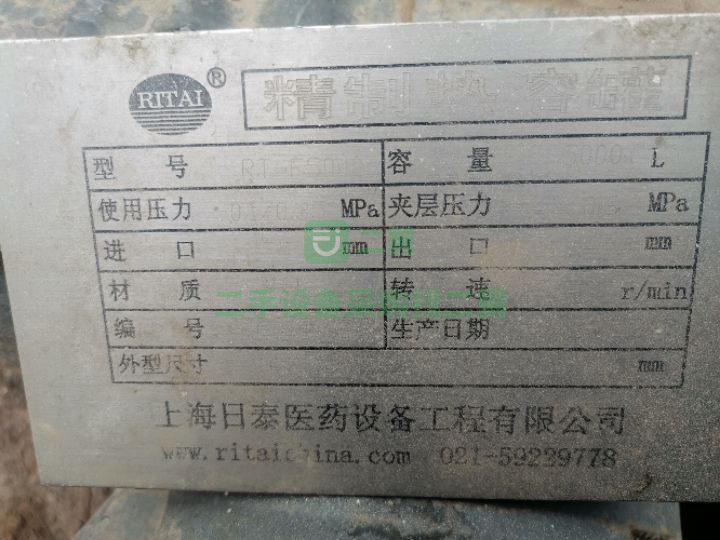 RITAI ®
精制 容罐
型 号 容 量 L
使用压力 MPa 夹层压力 MPa
进 口 mm 出 口 mm
材 质 转 速 r/min
编 号 生产日期
外型尺寸 mm
上海日泰医药设备工程有限公司
www.ritaichina.com 021-59229778